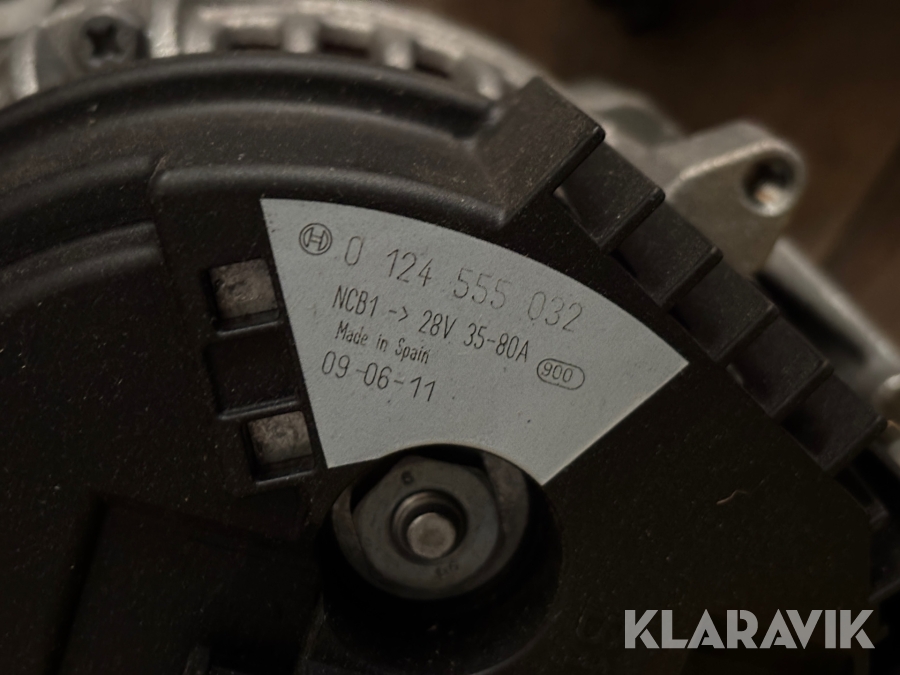 0 124 555 032
NCB1 -> 28V 35-80A 900
Made in Spain
09-06-11
KLARAVIK